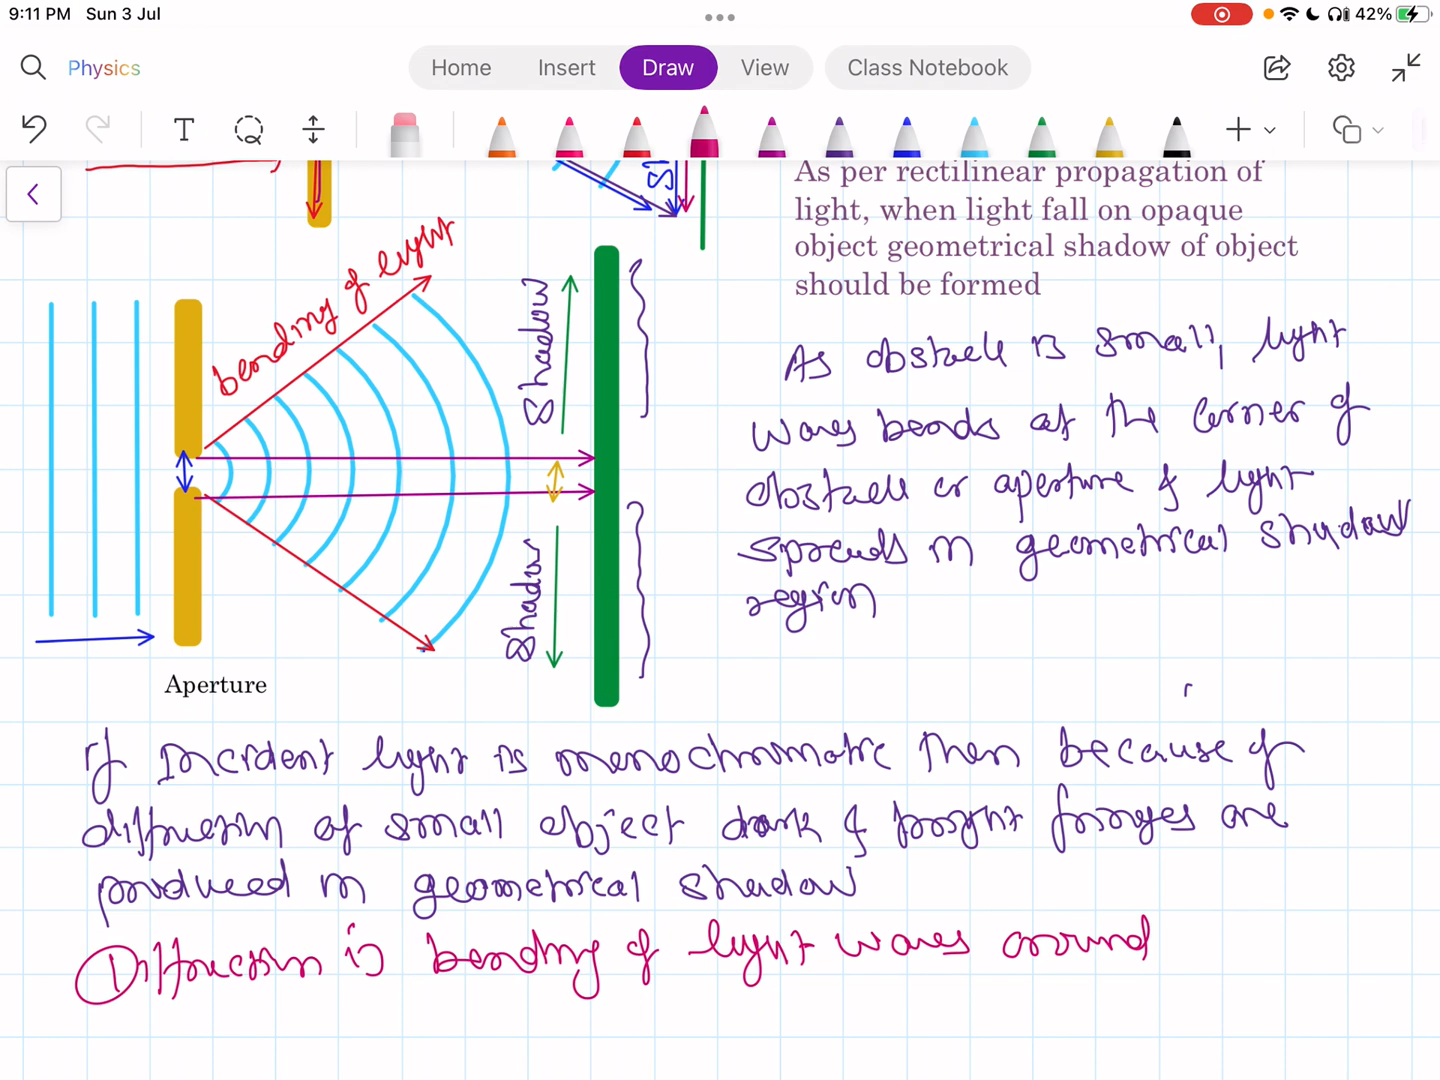 9:11 PM Sun 3 Jul
42%
Physics
Home Insert Draw View Class Notebook
As per rectilinear propagation of
light, when light fall on opaque
object geometrical shadow of object
should be formed
bending of light
Shadow
Shadow
Aperture
As obstacle is small, light
waves bends at the corner of
obstacle or aperture & light
spreads in geometrical shadow
region
If Incident light is monochromatic then because of
diffraction of small object dark & bright fringes are
produced in geometrical shadow
Diffraction is bending of light waves around